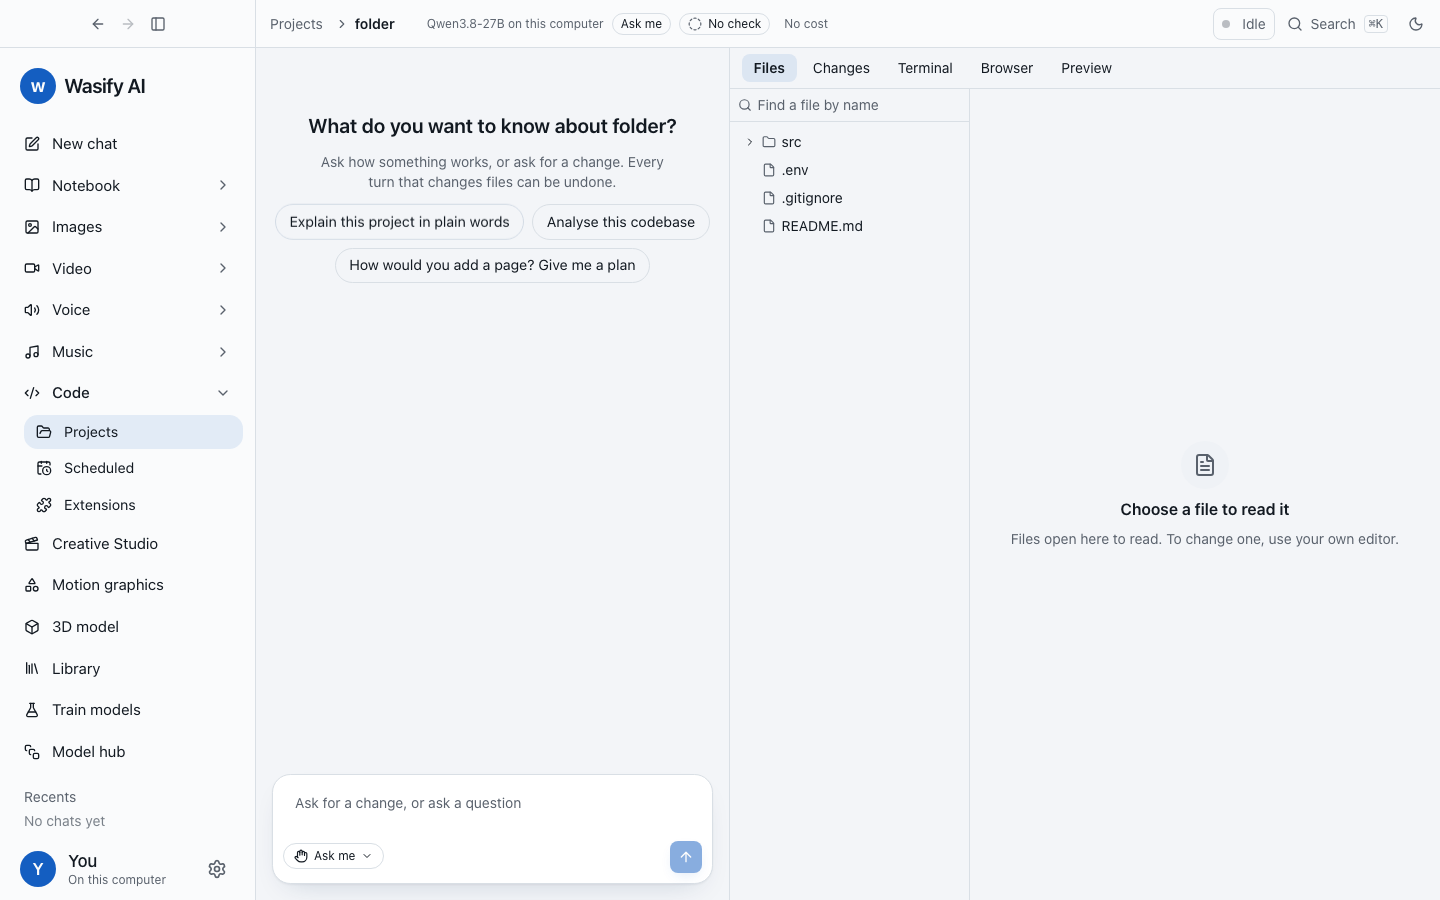 Projects
folder
Qwen3.8-27B on this computer
Ask me
No check
No cost
Idle
Search
⌘K
W
Wasify AI
New chat
Notebook
Images
Video
Voice
Music
Code
Projects
Scheduled
Extensions
Creative Studio
Motion graphics
3D model
Library
Train models
Model hub
Recents
No chats yet
Y
You
On this computer
What do you want to know about folder?
Ask how something works, or ask for a change. Every
turn that changes files can be undone.
Explain this project in plain words
Analyse this codebase
How would you add a page? Give me a plan
Ask for a change, or ask a question
Ask me
Files
Changes
Terminal
Browser
Preview
Find a file by name
src
.env
.gitignore
README.md
Choose a file to read it
Files open here to read. To change one, use your own editor.